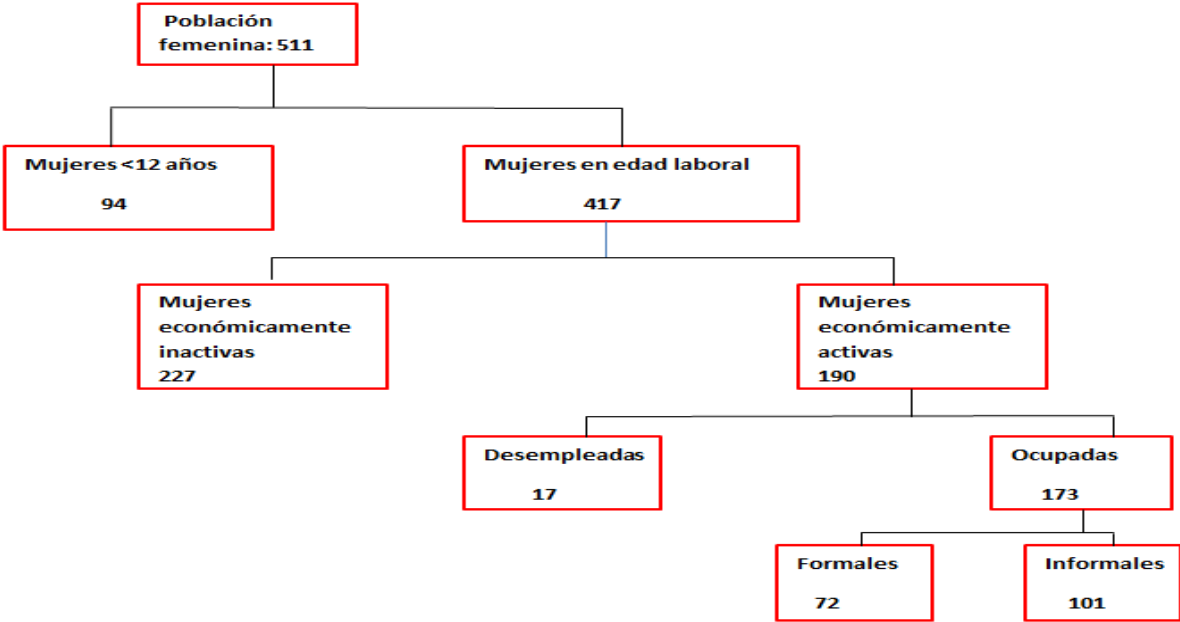 Población
femenina: 511
Mujeres <12 años
94
Mujeres en edad laboral
417
Mujeres
económicamente
inactivas
227
Mujeres
económicamente
activas
190
Desempleadas
17
Ocupadas
173
Formales
72
Informales
101